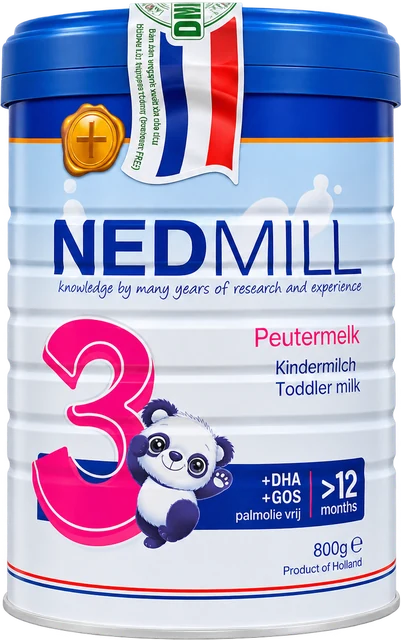 DM
NEDMILL
knowledge by many years of research and experience
3
Peutermelk
Kindermilch
Toddler milk
+DHA
+GOS
palmolie vrij
>12
months
800g e
Product of Holland